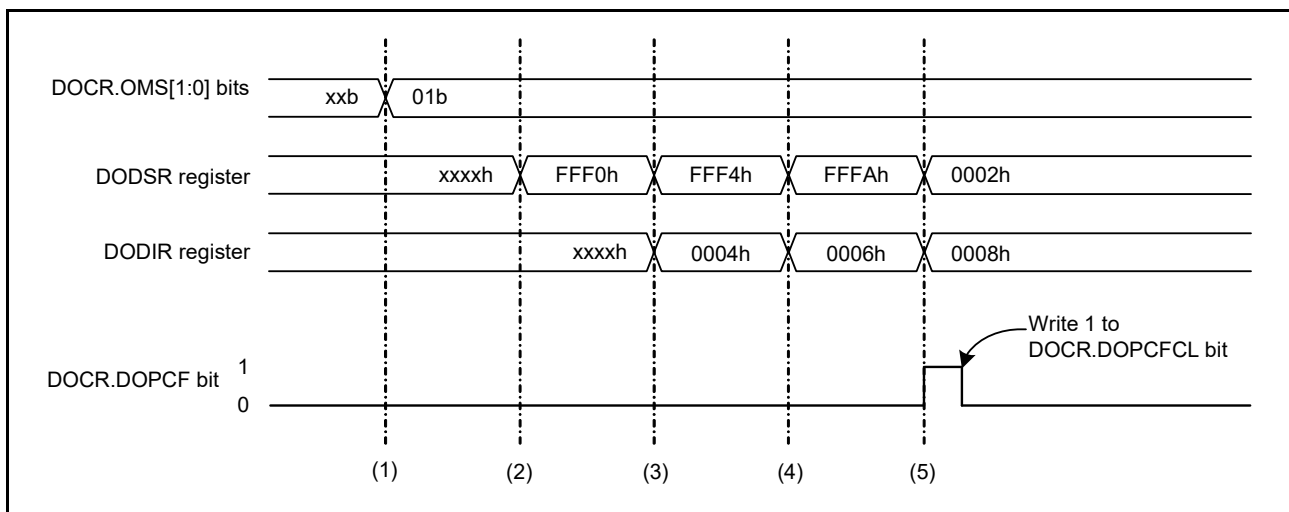 DOCR.OMS[1:0] bits
xxb
01b
DODSR register
xxxxh
FFF0h
FFF4h
FFFAh
0002h
DODIR register
xxxxh
0004h
0006h
0008h
Write 1 to
DOCR.DOPCFCL bit
DOCR.DOPCF bit
1
0
(1)
(2)
(3)
(4)
(5)